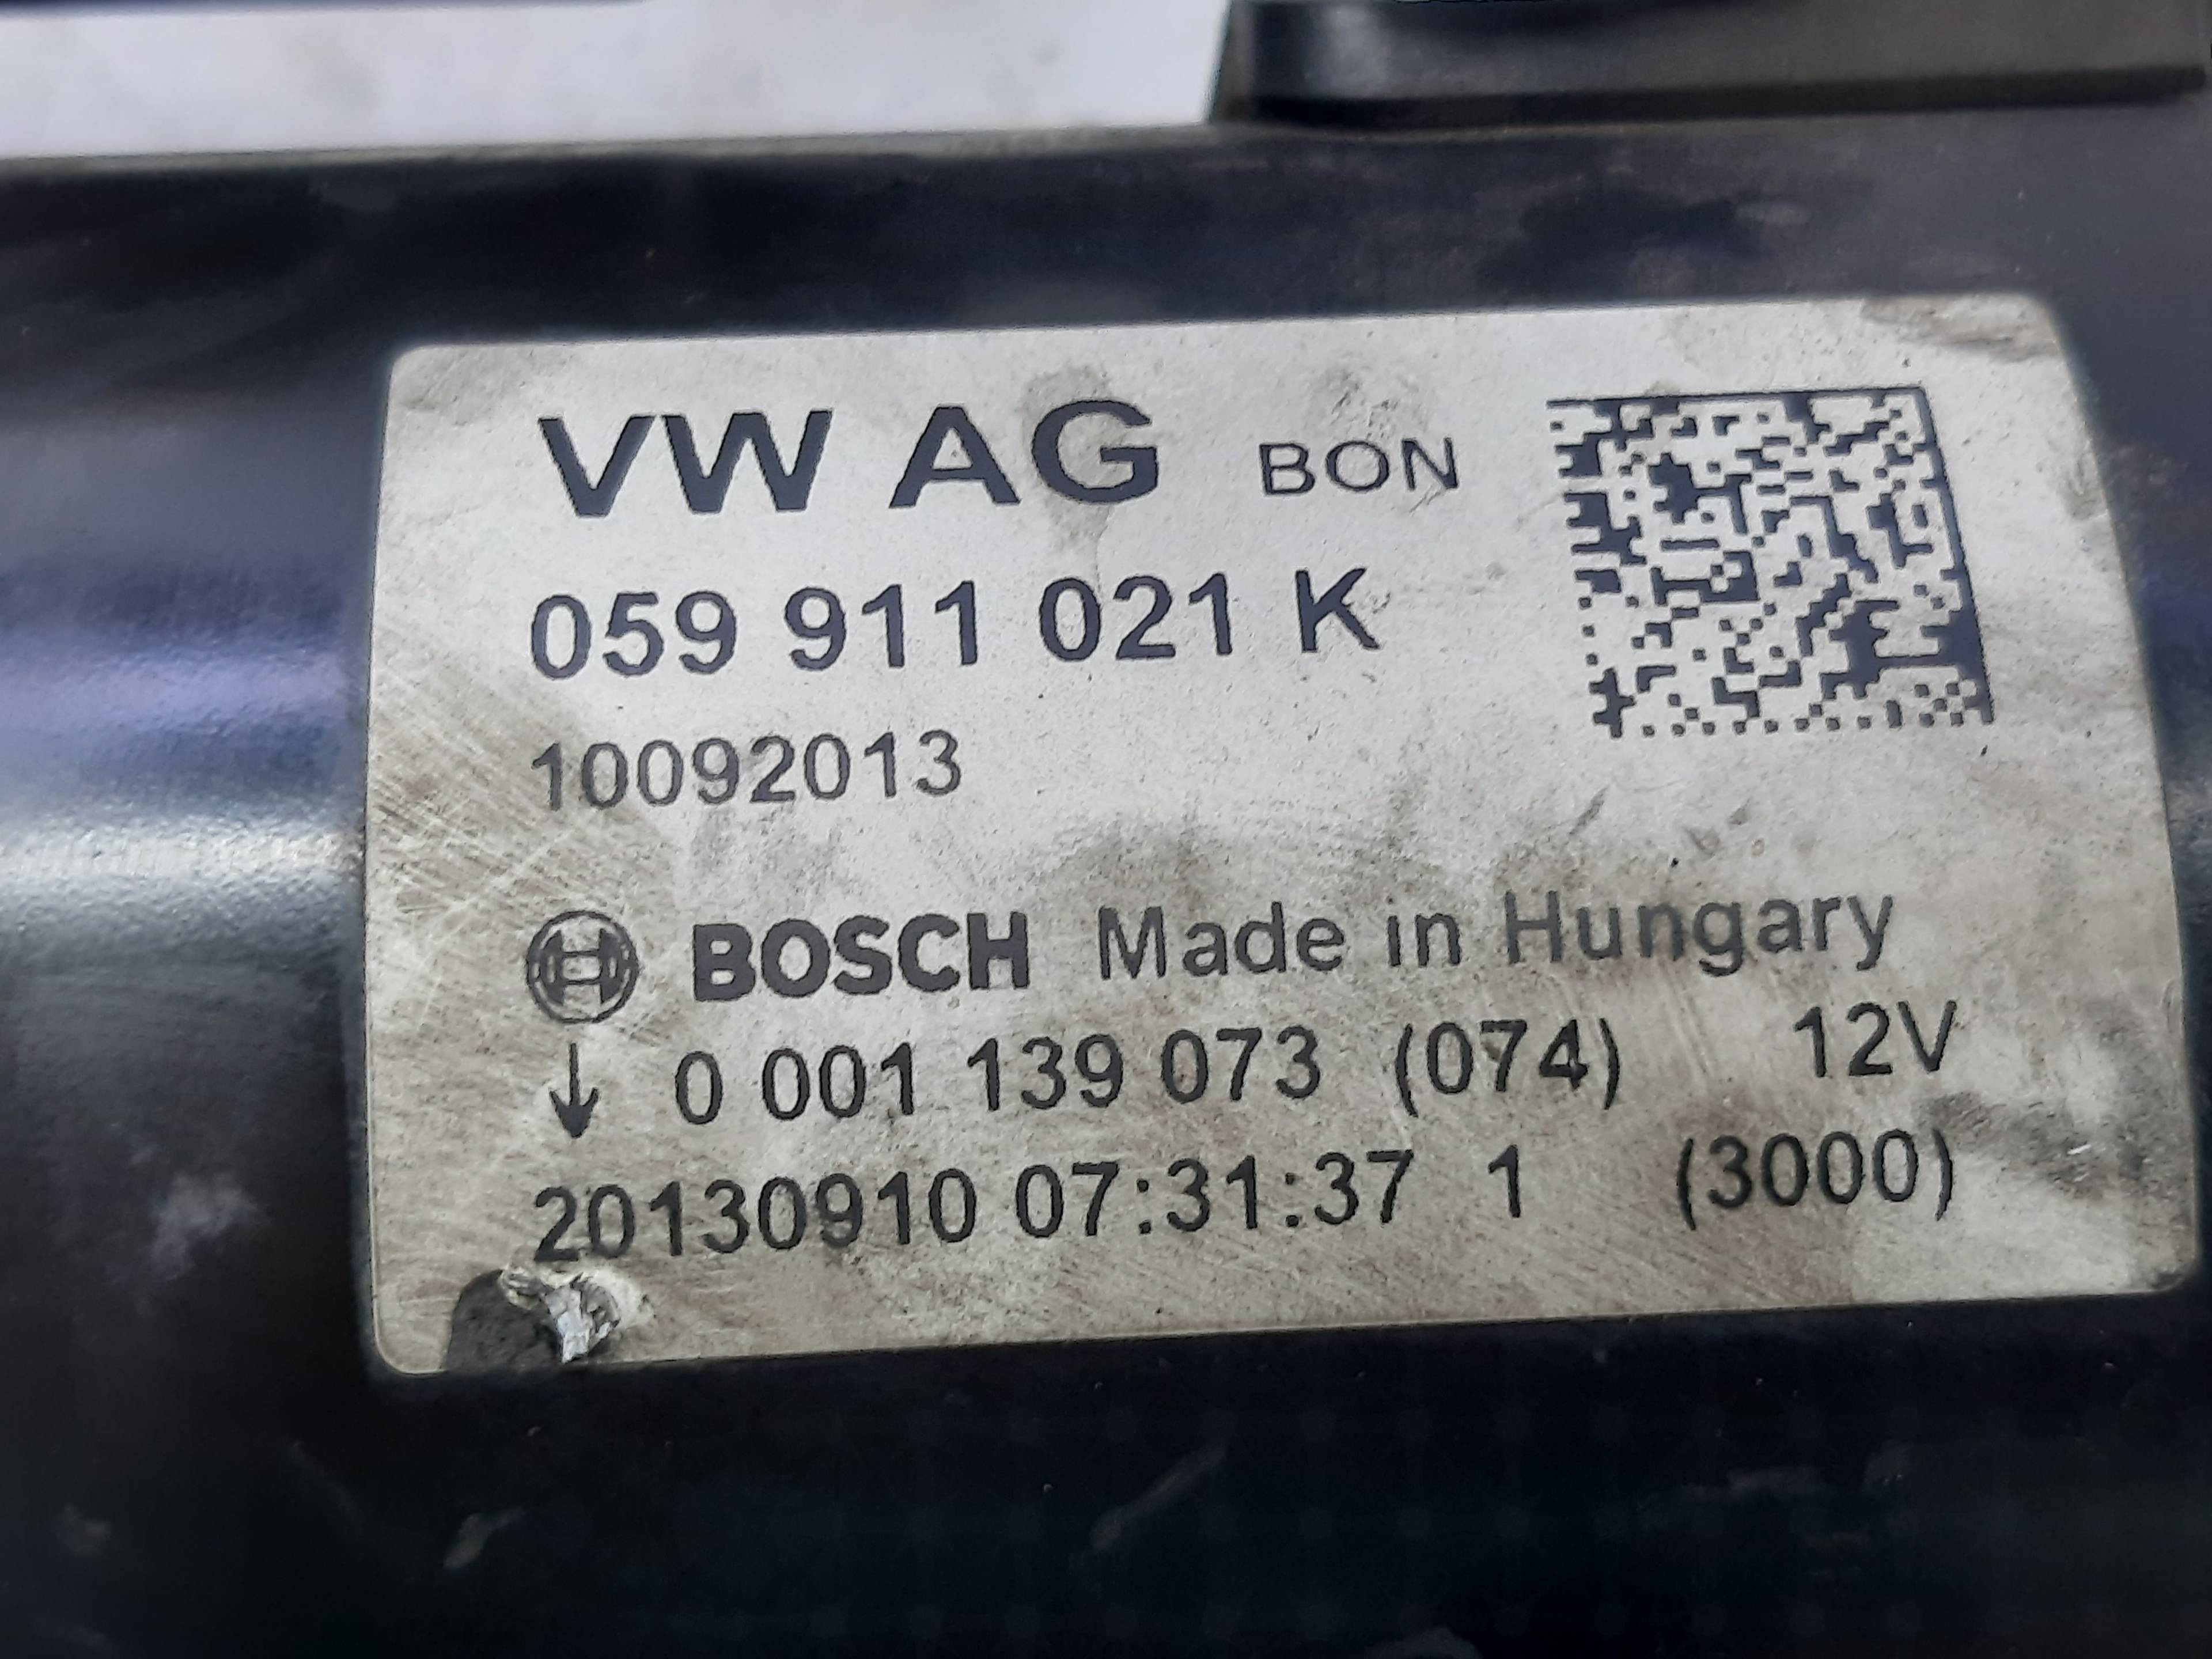 VW AG BON
059 911 021 K
10092013
BOSCH Made in Hungary
↓ 0 001 139 073 (074) 12V
20130910 07:31:37 1 (3000)